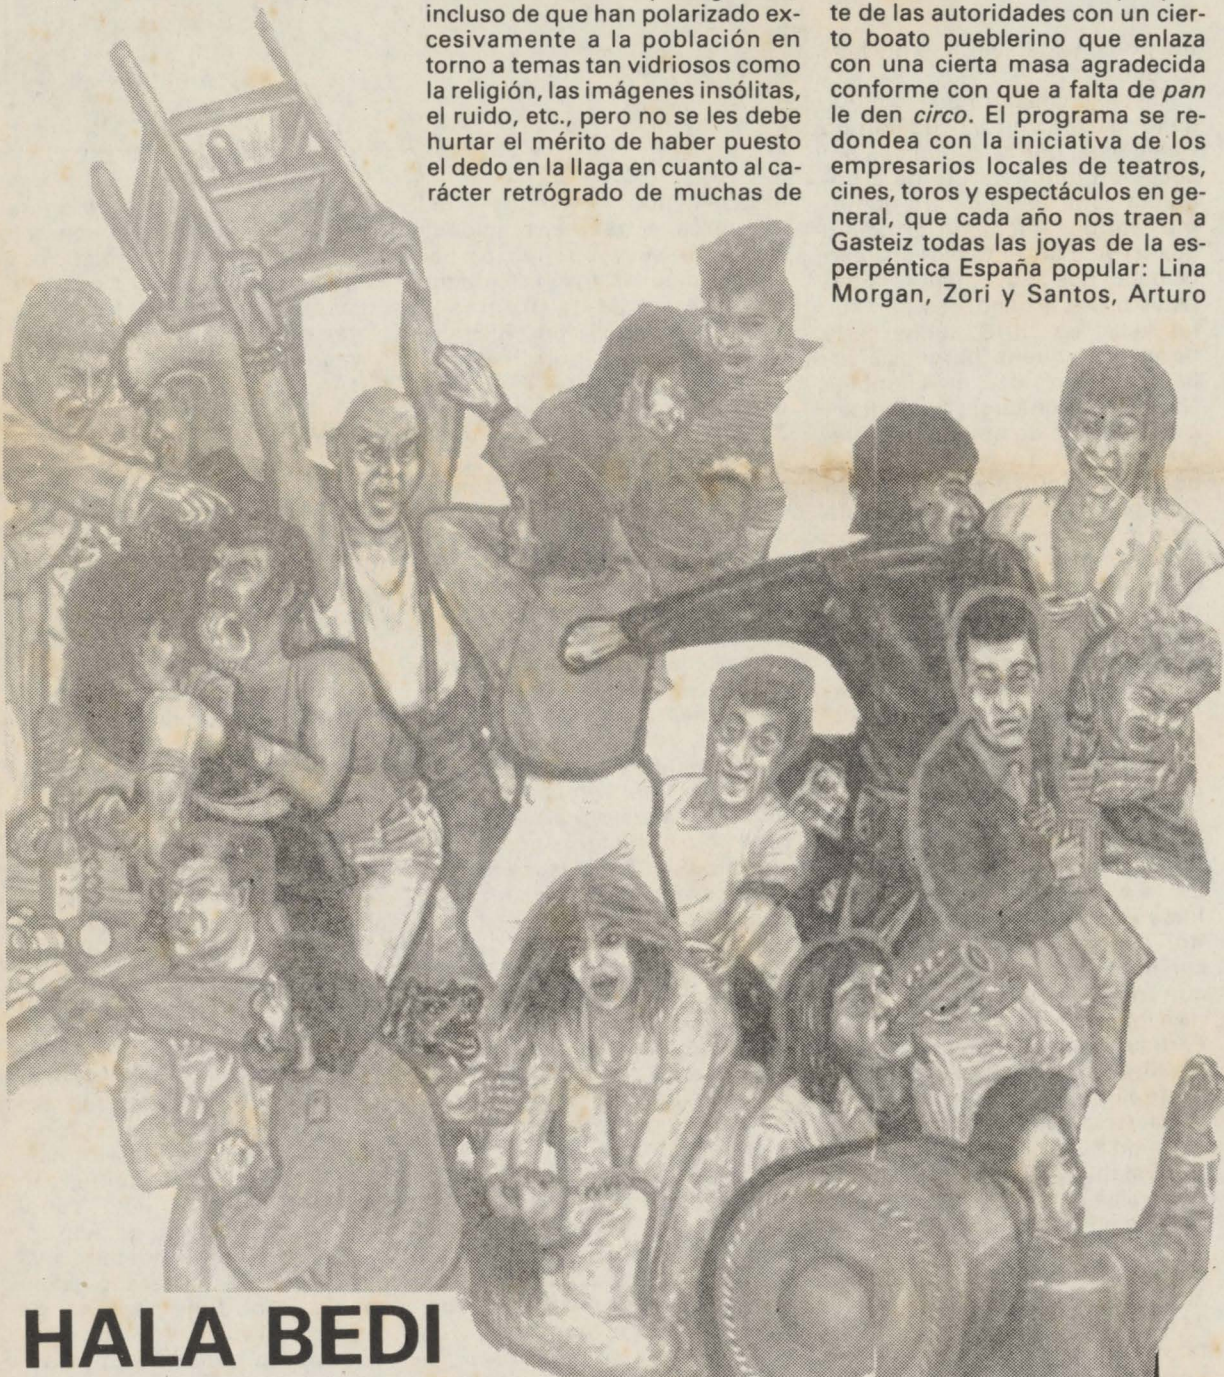 incluso de que han polarizado ex-
cesivamente a la población en
torno a temas tan vidriosos como
la religión, las imágenes insólitas,
el ruido, etc., pero no se les debe
hurtar el mérito de haber puesto
el dedo en la llaga en cuanto al ca-
rácter retrógrado de muchas de
te de las autoridades con un cier-
to boato pueblerino que enlaza
con una cierta masa agradecida
conforme con que a falta de pan
le den circo. El programa se re-
dondea con la iniciativa de los
empresarios locales de teatros,
cines, toros y espectáculos en ge-
neral, que cada año nos traen a
Gasteiz todas las joyas de la es-
perpéntica España popular: Lina
Morgan, Zori y Santos, Arturo
HALA BEDI